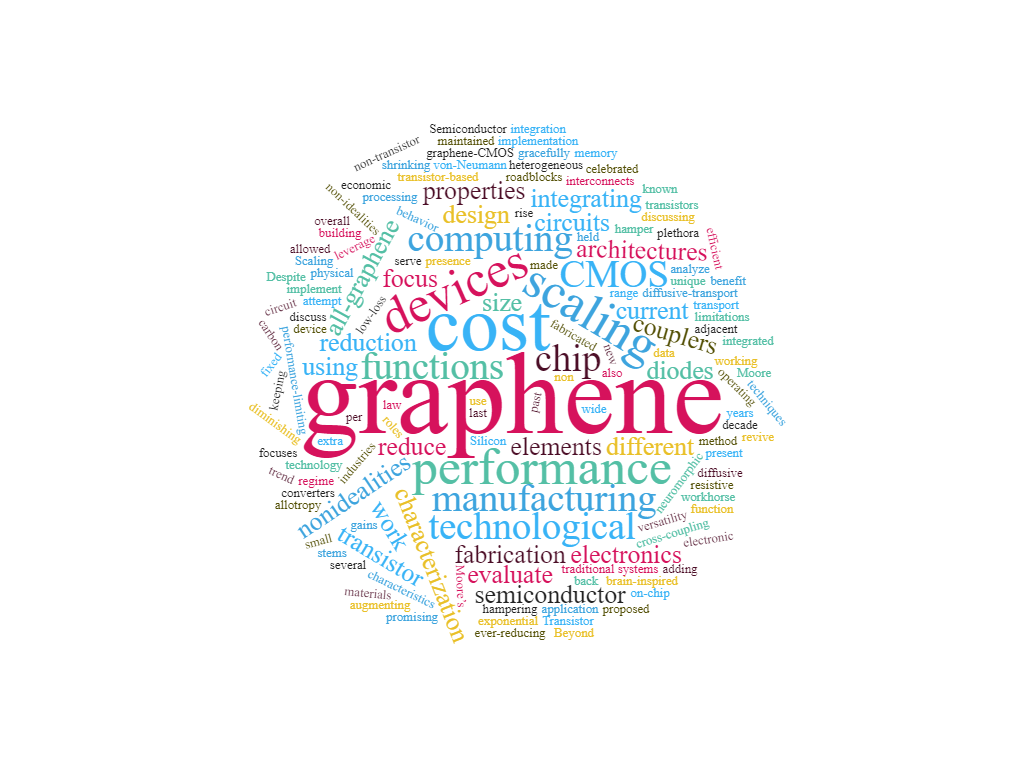 Semiconductor integration
maintained implementation
non-transistor
graphene-CMOS gracefully memory
shrinking von-Neumann heterogeneous celebrated
transistor-based roadblocks interconnects
economic properties integrating known
non-idealities processing transistors
behavior design rise circuits discussing
overall building hamper plethora
all-graphene computing held architectures efficient
allowed leverage
Scaling serve presence made
Despite physical focus devices scaling CMOS analyze
implement unique benefit
attempt low-loss size range diffusive-transport
circuit discuss current transport
device cost couplers limitations
carbon performance-limiting reduction fabricated adjacent
integrated
fixed using functions chip new data working
also diodes Moore
keeping non operating techniques
graphene
diminishing law use past wide years
per roles last decade
extra reduce Silicon elements different method revive
focuses industries present
technology performance neuromorphic diffusive
trend regime nonidealities resistive
converters manufacturing workhorse
allotropy characterization function
gains work technological versatility
small transistor cross-coupling electronic
stems fabrication electronics
several Moore's traditional systems adding
characteristics evaluate back brain-inspired
materials semiconductor on-chip
augmenting hampering application proposed
promising exponential Transistor
ever-reducing Beyond